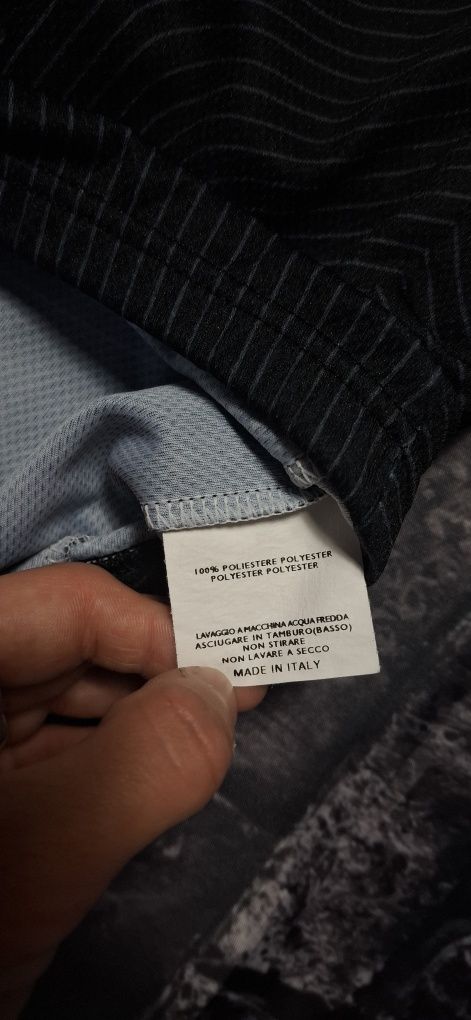 100% POLIESTERE POLYESTER
POLYESTER POLYESTER
LAVAGGIO A MACCHINA ACQUA FREDDA
ASCIUGARE IN TAMBURO(BASSO)
NON STIRARE
NON LAVARE A SECCO
MADE IN ITALY